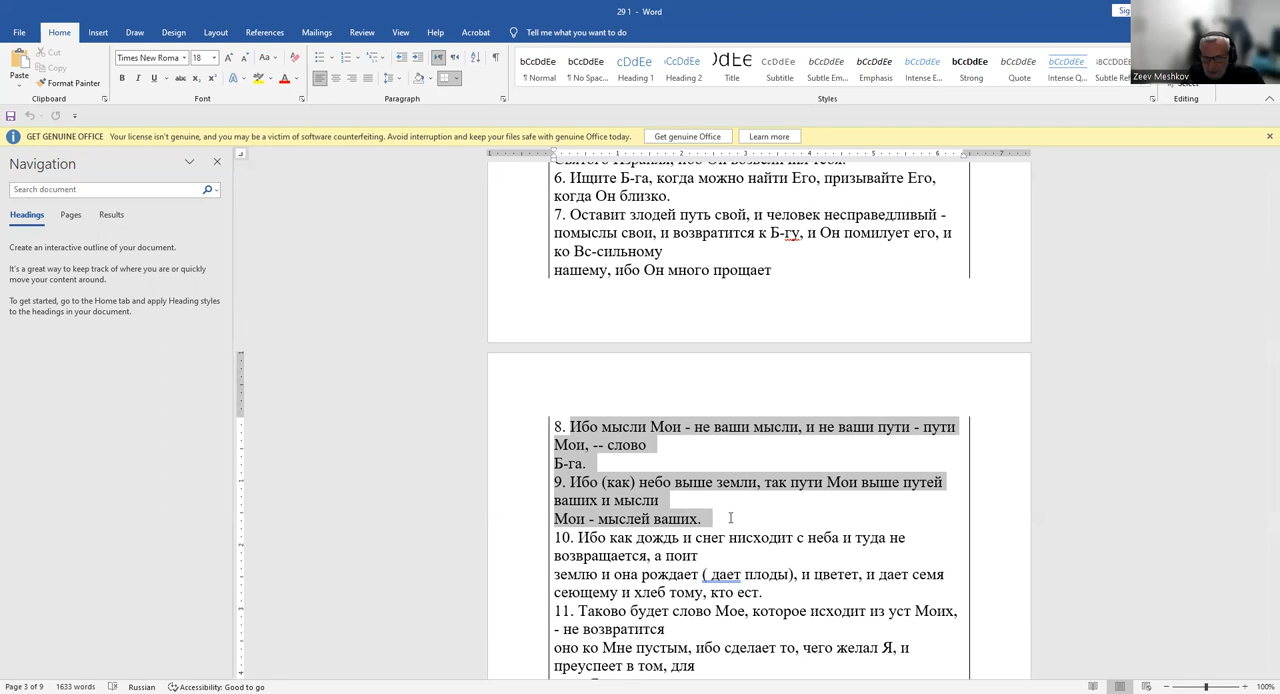 29 1 - Word
Sig
File Home Insert Draw Design Layout References Mailings Review View Help Acrobat Tell me what you want to do
Zeev Meshkov
Paste
Cut
Copy
Format Painter
Clipboard
Times New Roma 18
Font
Paragraph
AaBbCcDdEe
¶ Normal ¶ No Spac... Heading 1 Heading 2 Title Subtitle Subtle Em... Emphasis Intense E... Strong Quote Intense Q... Subtle Ref
Styles
Editing
GET GENUINE OFFICE Your license isn't genuine, and you may be a victim of software counterfeiting. Avoid interruption and keep your files safe with genuine Office today. Get genuine Office Learn more
Navigation
Search document
Headings Pages Results
Create an interactive outline of your document.
It's a great way to keep track of where you are or quickly
move your content around.
To get started, go to the Home tab and apply Heading styles
to the headings in your document.
6. Ищите Б-га, когда можно найти Его, призывайте Его,
когда Он близко.
7. Оставит злодей путь свой, и человек несправедливый -
помыслы свои, и возвратится к Б-гу, и Он помилует его, и
ко Вс-сильному
нашему, ибо Он много прощает
8. Ибо мысли Мои - не ваши мысли, и не ваши пути - пути
Мои, -- слово
Б-га.
9. Ибо (как) небо выше земли, так пути Мои выше путей
ваших и мысли
Мои - мыслей ваших.
10. Ибо как дождь и снег нисходит с неба и туда не
возвращается, а поит
землю и она рождает ( дает плоды), и цветет, и дает семя
сеющему и хлеб тому, кто ест.
11. Таково будет слово Мое, которое исходит из уст Моих,
- не возвратится
оно ко Мне пустым, ибо сделает то, чего желал Я, и
преуспеет в том, для
Page 3 of 9 1633 words Russian Accessibility: Good to go 100%